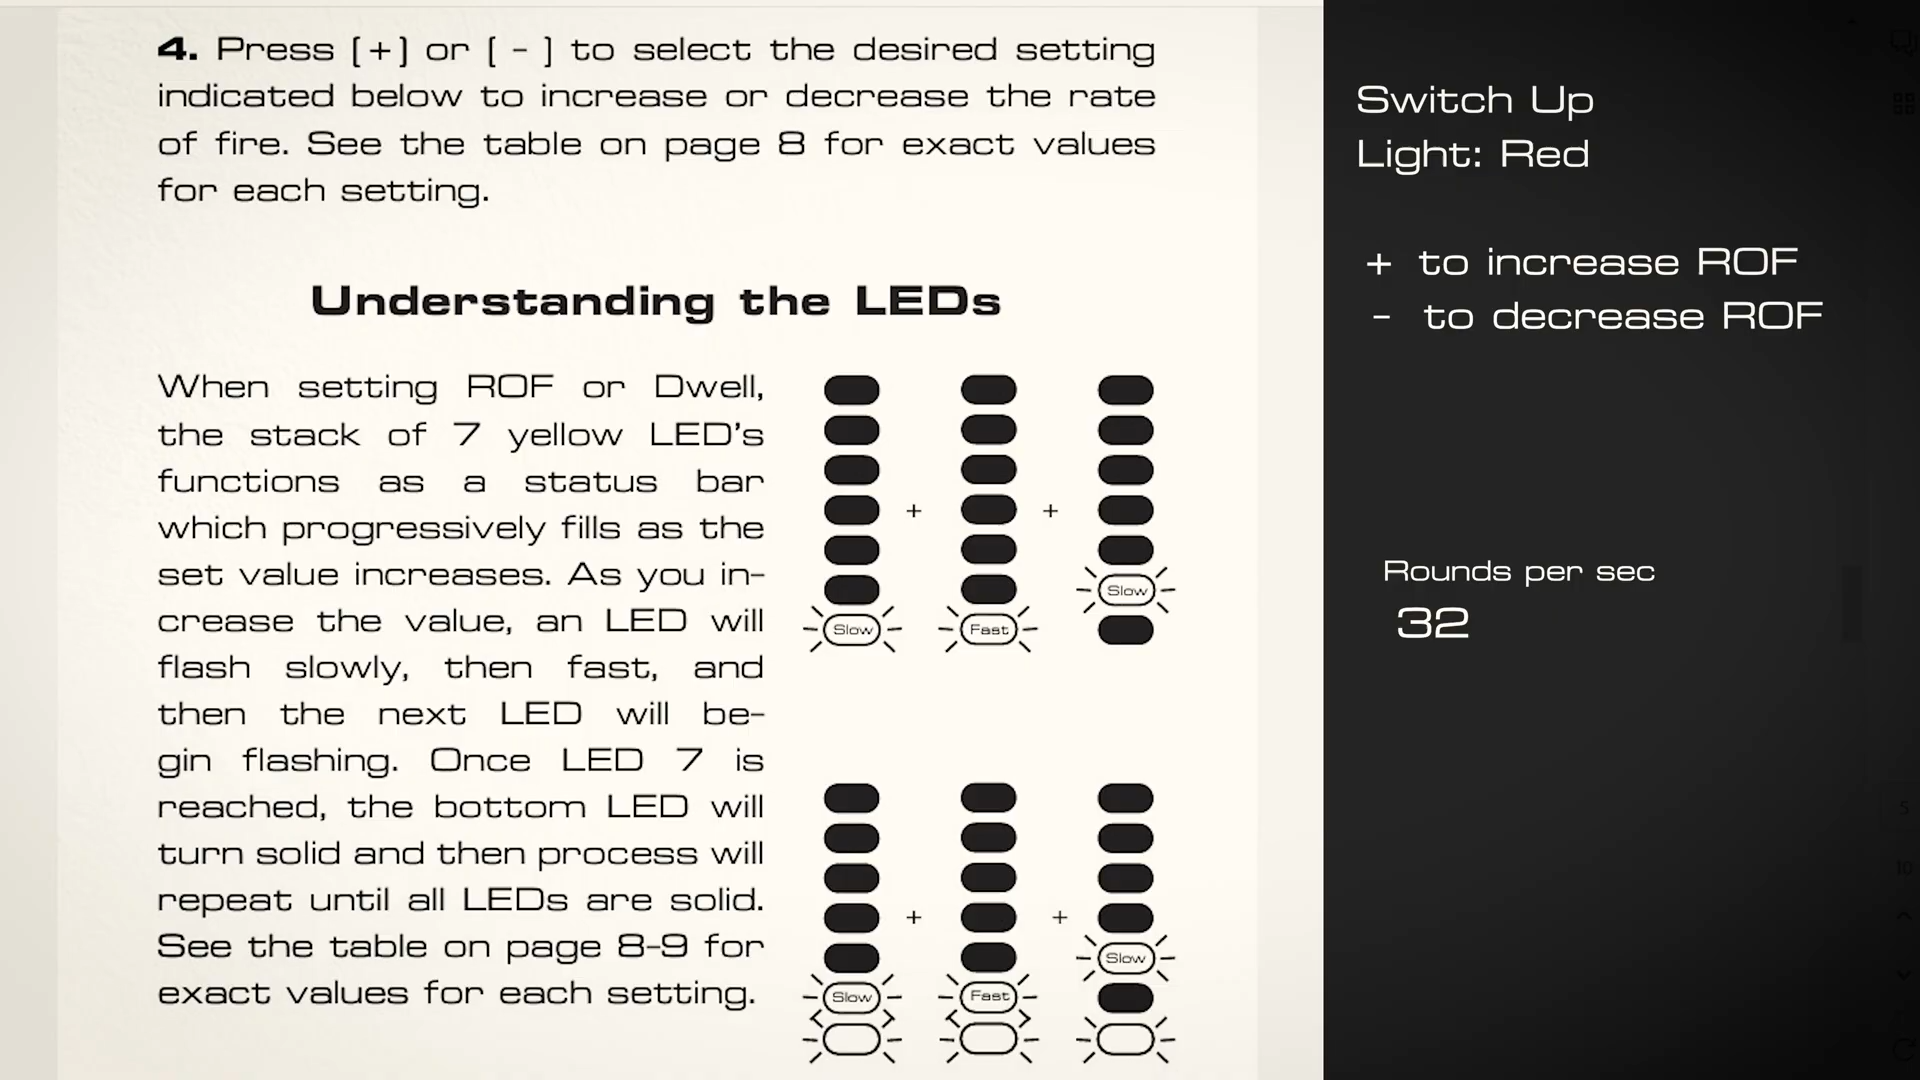 4. Press [+] or [ - ] to select the desired setting
indicated below to increase or decrease the rate
of fire. See the table on page 8 for exact values
for each setting.
Understanding the LEDs
When setting ROF or Dwell,
the stack of 7 yellow LED's
functions as a status bar
which progressively fills as the
set value increases. As you in-
crease the value, an LED will
flash slowly, then fast, and
then the next LED will be-
gin flashing. Once LED 7 is
reached, the bottom LED will
turn solid and then process will
repeat until all LEDs are solid.
See the table on page 8-9 for
exact values for each setting.
+ +
Slow
Slow Fast
+ +
Slow
Slow Fast
Switch Up
Light: Red
+ to increase ROF
- to decrease ROF
Rounds per sec
32
5
10